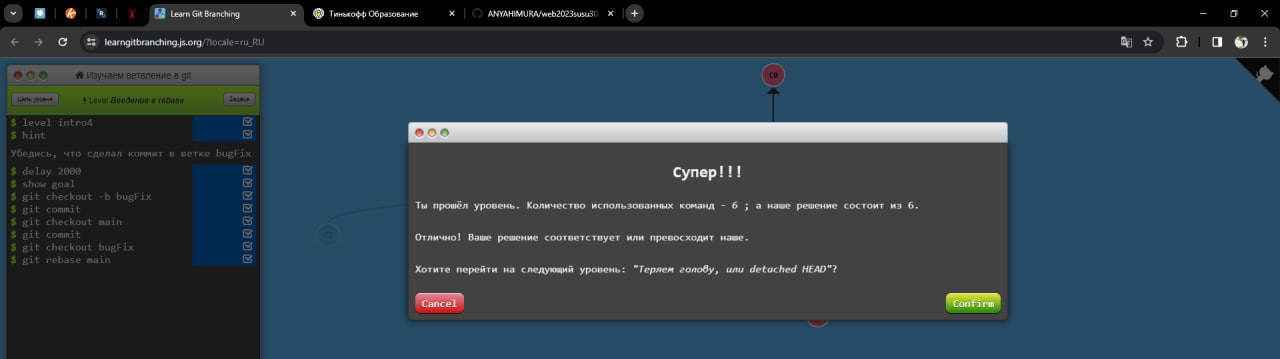 Learn Git Branching
Тинькофф Образование
ANYAHIMURA/web2023susu30
learngitbranching.js.org/?locale=ru_RU
Изучаем ветвление в git
Цель уровня
Level Введение в rebase
Задача
$ level intro4
$ hint
Убедись, что сделал коммит в ветке bugFix
$ delay 2000
$ show goal
$ git checkout -b bugFix
$ git commit
$ git checkout main
$ git commit
$ git checkout bugFix
$ git rebase main
C0
Супер!!!
Ты прошёл уровень. Количество использованных команд - 6 ; а наше решение состоит из 6.
Отлично! Ваше решение соответствует или превосходит наше.
Хотите перейти на следующий уровень: "Теряем голову, или detached HEAD"?
Cancel
Confirm